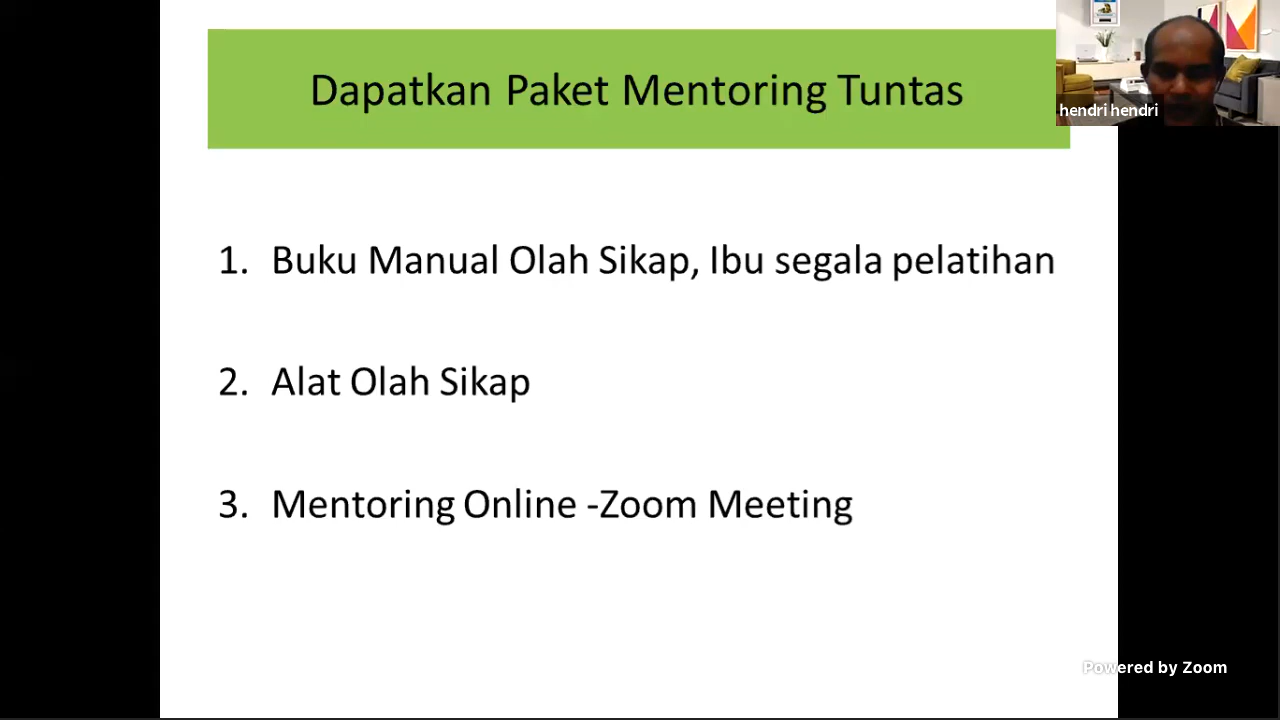 Dapatkan Paket Mentoring Tuntas
hendri hendri
1. Buku Manual Olah Sikap, Ibu segala pelatihan
2. Alat Olah Sikap
3. Mentoring Online -Zoom Meeting
Powered by Zoom